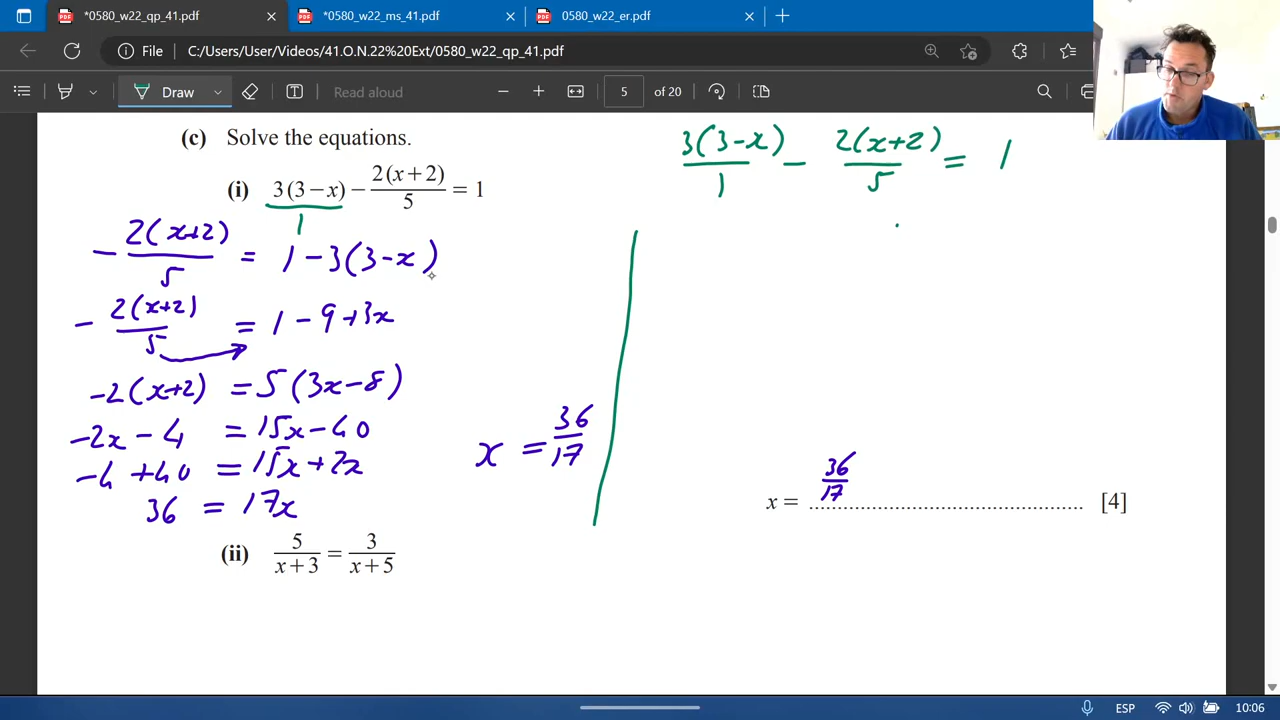 *0580_w22_qp_41.pdf
*0580_w22_ms_41.pdf
0580_w22_er.pdf
File C:/Users/User/Videos/41.O.N.22%20Ext/0580_w22_qp_41.pdf
Draw
Read aloud
5 of 20
(c) Solve the equations.
(i) 3(3−x) − 2(x+2)/5 = 1
1
3(3-x)/1 - 2(x+2)/5 = 1
-2(x+2)/5 = 1-3(3-x)
-2(x+2)/5 = 1-9+3x
-2(x+2) = 5(3x-8)
-2x-4 = 15x-40
-4+40 = 15x+2x
36 = 17x
x = 36/17
x = 36/17 [4]
(ii) 5/(x+3) = 3/(x+5)
ESP 10:06